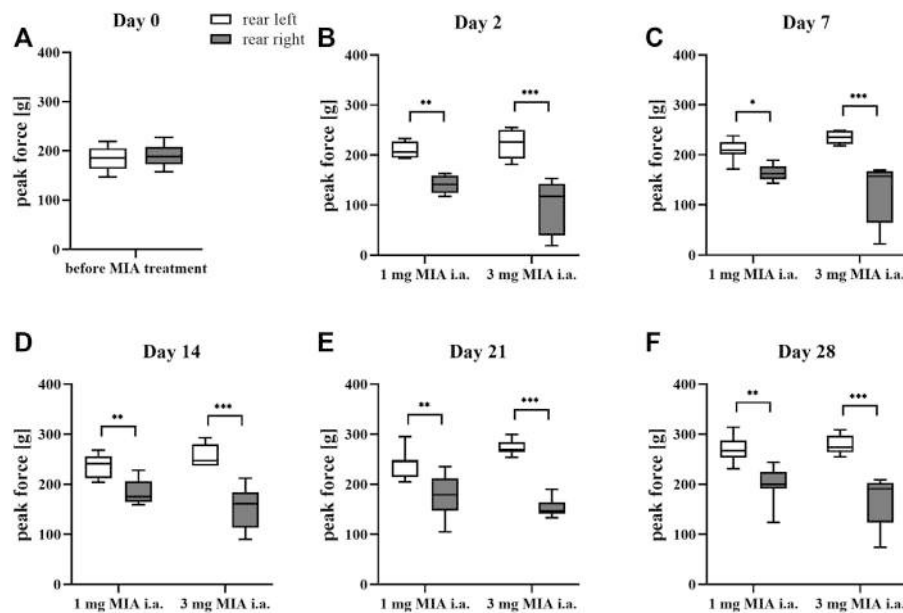 Day 0
rear left
rear right
A
peak force [g]
400
300
200
100
0
before MIA treatment
Day 2
B
peak force [g]
400
300
200
100
0
**
***
1 mg MIA i.a.
3 mg MIA i.a.
Day 7
C
peak force [g]
400
300
200
100
0
*
***
1 mg MIA i.a.
3 mg MIA i.a.
Day 14
D
peak force [g]
400
300
200
100
0
**
***
1 mg MIA i.a.
3 mg MIA i.a.
Day 21
E
peak force [g]
400
300
200
100
0
**
***
1 mg MIA i.a.
3 mg MIA i.a.
Day 28
F
peak force [g]
400
300
200
100
0
**
***
1 mg MIA i.a.
3 mg MIA i.a.